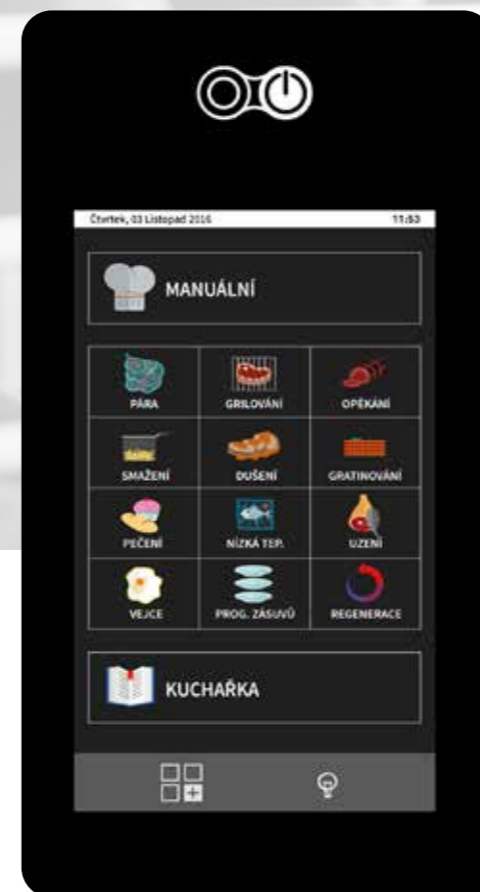 Čtvrtek, 03 Listopad 2016 11:53
MANUÁLNÍ
PÁRA GRILOVÁNÍ OPÉKÁNÍ
SMAŽENÍ DUŠENÍ GRATINOVÁNÍ
PEČENÍ NÍZKÁ TEP. UZENÍ
VEJCE PROG. ZÁSUVŮ REGENERACE
KUCHAŘKA